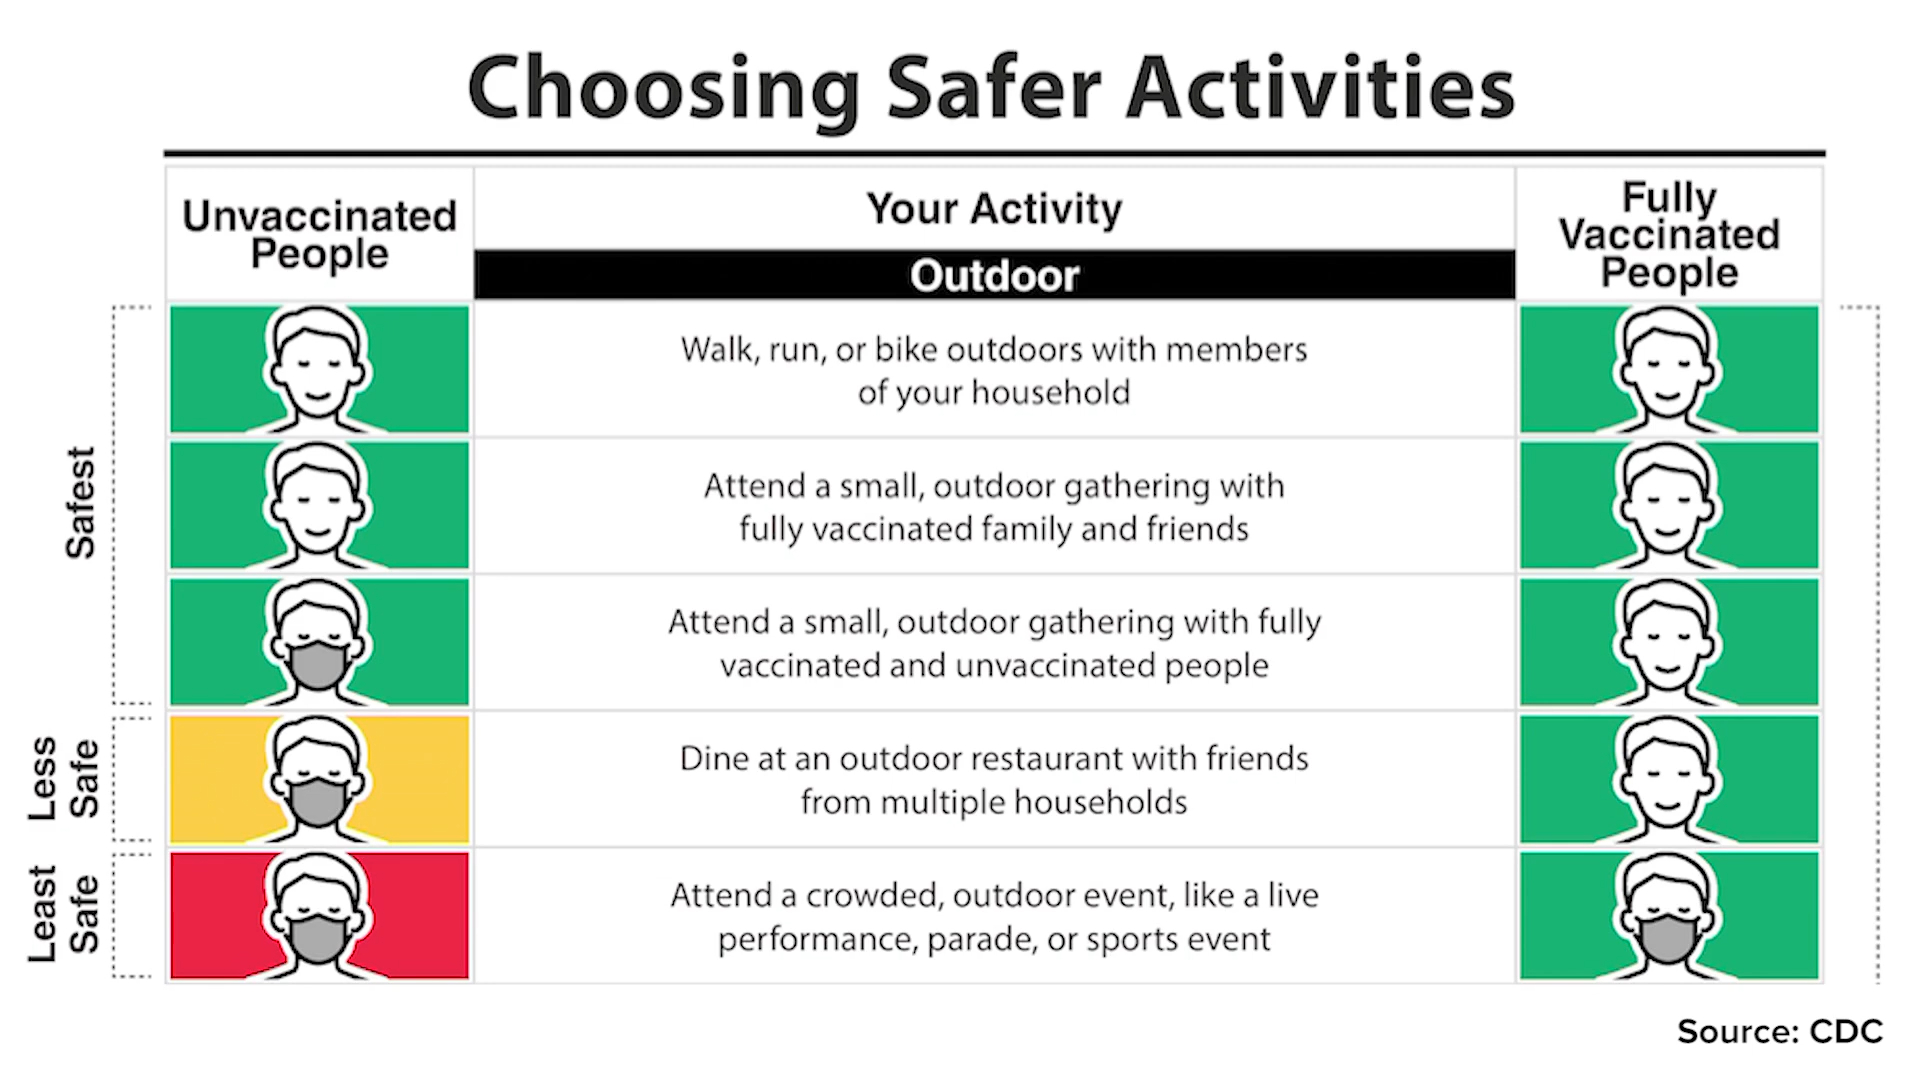 Choosing Safer Activities
Unvaccinated
People
Your Activity
Outdoor
Fully
Vaccinated
People
Safest
Walk, run, or bike outdoors with members
of your household
Attend a small, outdoor gathering with
fully vaccinated family and friends
Attend a small, outdoor gathering with fully
vaccinated and unvaccinated people
Less
Safe
Dine at an outdoor restaurant with friends
from multiple households
Least
Safe
Attend a crowded, outdoor event, like a live
performance, parade, or sports event
Source: CDC